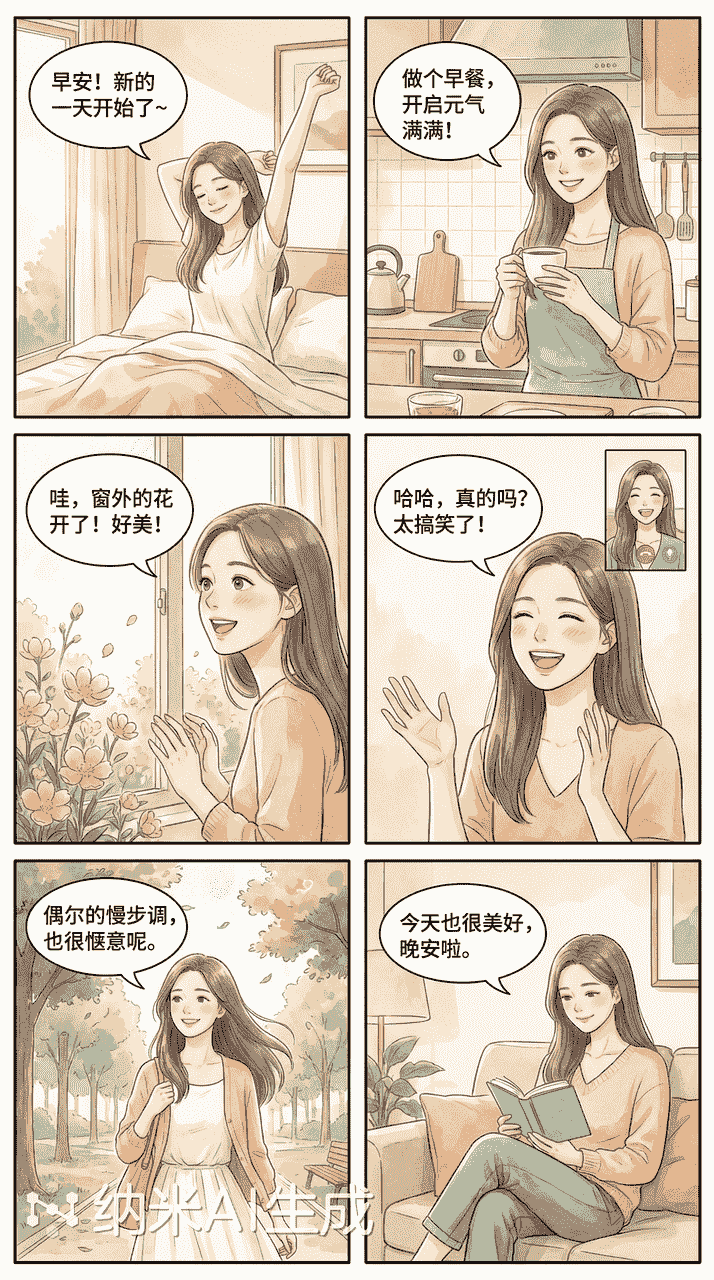 早安！新的
一天开始了~
做个早餐，
开启元气
满满！
哇，窗外的花
开了！好美！
哈哈，真的吗？
太搞笑了！
偶尔的慢步调，
也很惬意呢。
今天也很美好，
晚安啦。
纳米AI生成